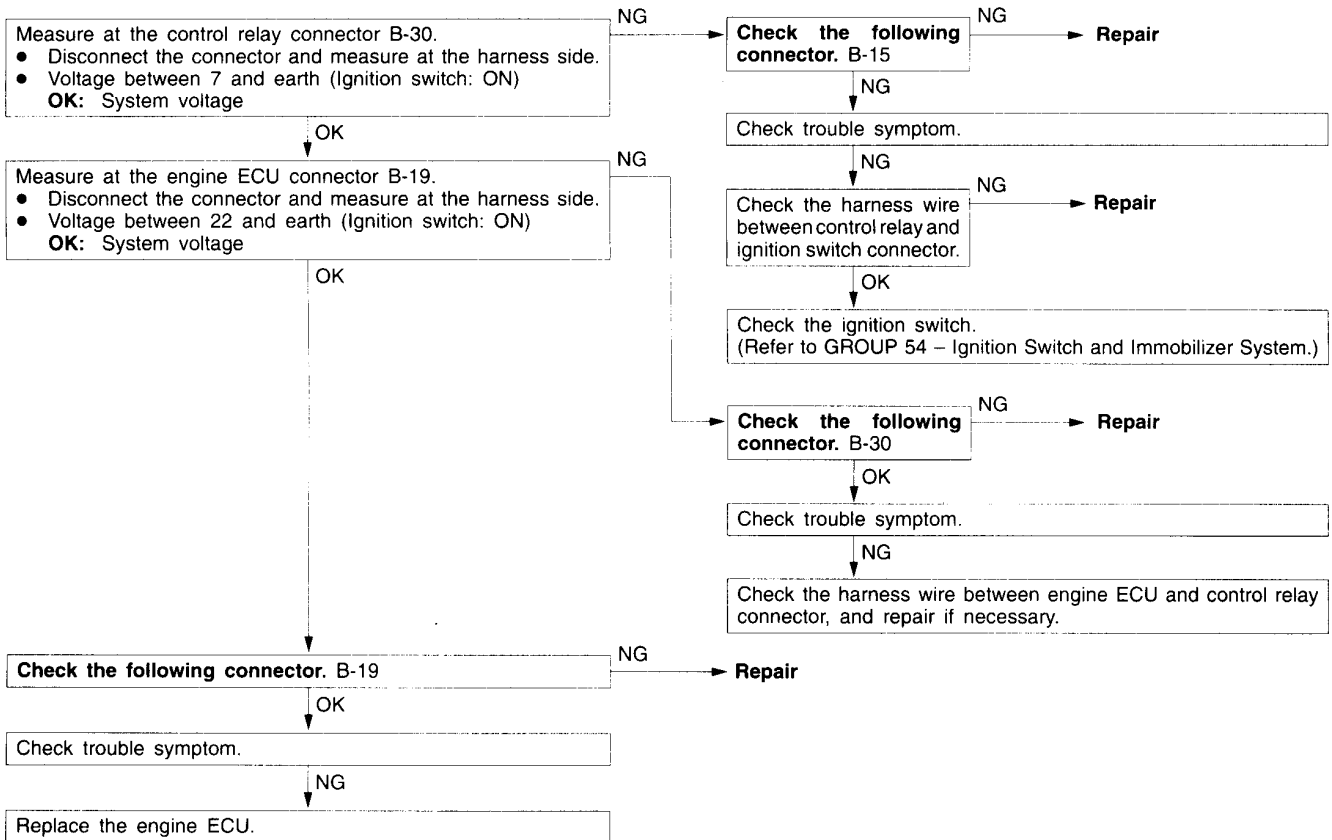 Measure at the control relay connector B-30.
● Disconnect the connector and measure at the harness side.
● Voltage between 7 and earth (Ignition switch: ON)
OK: System voltage
NG
OK
Check the following
connector. B-15
NG
Repair
NG
Check trouble symptom.
NG
Check the harness wire
between control relay and
ignition switch connector.
NG
Repair
OK
Check the ignition switch.
(Refer to GROUP 54 – Ignition Switch and Immobilizer System.)
Measure at the engine ECU connector B-19.
● Disconnect the connector and measure at the harness side.
● Voltage between 22 and earth (Ignition switch: ON)
OK: System voltage
NG
OK
Check the following
connector. B-30
NG
Repair
OK
Check trouble symptom.
NG
Check the harness wire between engine ECU and control relay
connector, and repair if necessary.
Check the following connector. B-19
NG
Repair
OK
Check trouble symptom.
NG
Replace the engine ECU.